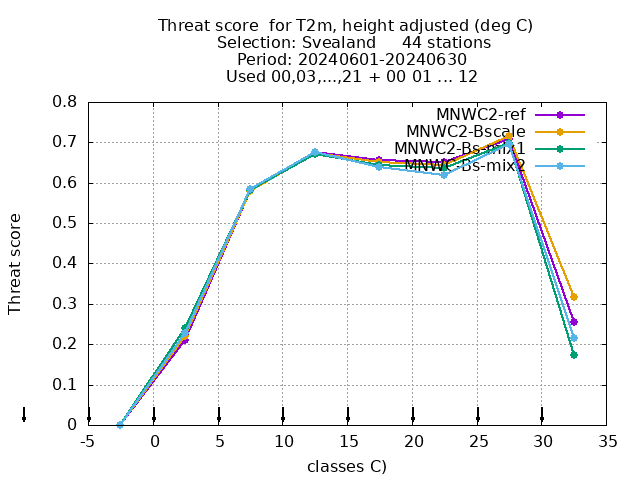 Threat score  for T2m, height adjusted (deg C)
Selection: Svealand     44 stations
Period: 20240601-20240630
Used 00,03,...,21 + 00 01 ... 12
MNWC2-ref
MNWC2-Bscale
MNWC2-Bs-mix1
MNWC-Bs-mix2
Threat score
0.8
0.7
0.6
0.5
0.4
0.3
0.2
0.1
0
-5 0 5 10 15 20 25 30 35
classes C)